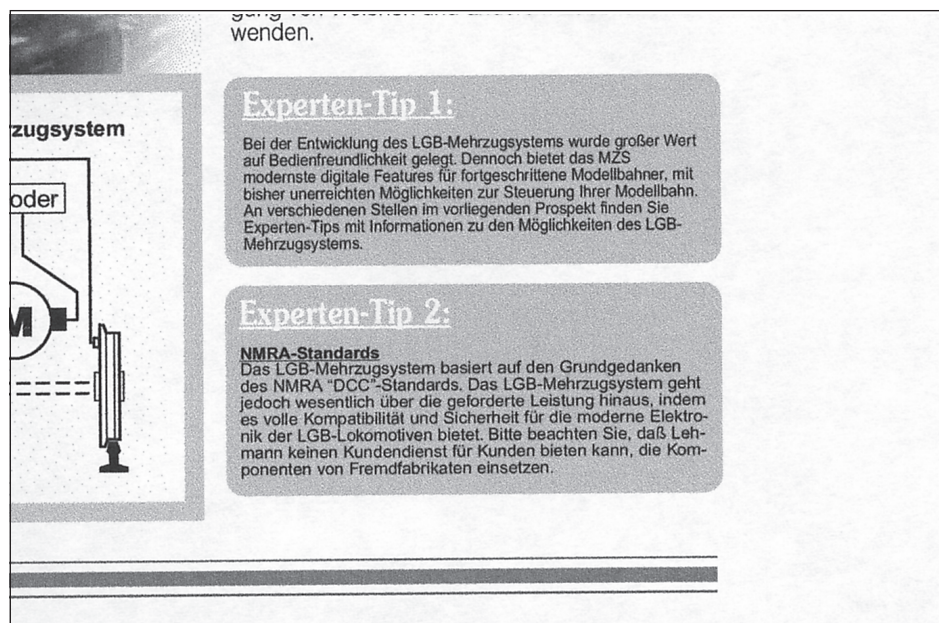 wenden.
rzugsystem
oder
M
Experten-Tip 1:
Bei der Entwicklung des LGB-Mehrzugsystems wurde großer Wert
auf Bedienfreundlichkeit gelegt. Dennoch bietet das MZS
modernste digitale Features für fortgeschrittene Modellbahner, mit
bisher unerreichten Möglichkeiten zur Steuerung Ihrer Modellbahn.
An verschiedenen Stellen im vorliegenden Prospekt finden Sie
Experten-Tips mit Informationen zu den Möglichkeiten des LGB-
Mehrzugsystems.
Experten-Tip 2:
NMRA-Standards
Das LGB-Mehrzugsystem basiert auf den Grundgedanken
des NMRA "DCC"-Standards. Das LGB-Mehrzugsystem geht
jedoch wesentlich über die geforderte Leistung hinaus, indem
es volle Kompatibilität und Sicherheit für die moderne Elektro-
nik der LGB-Lokomotiven bietet. Bitte beachten Sie, daß Leh-
mann keinen Kundendienst für Kunden bieten kann, die Kom-
ponenten von Fremdfabrikaten einsetzen.